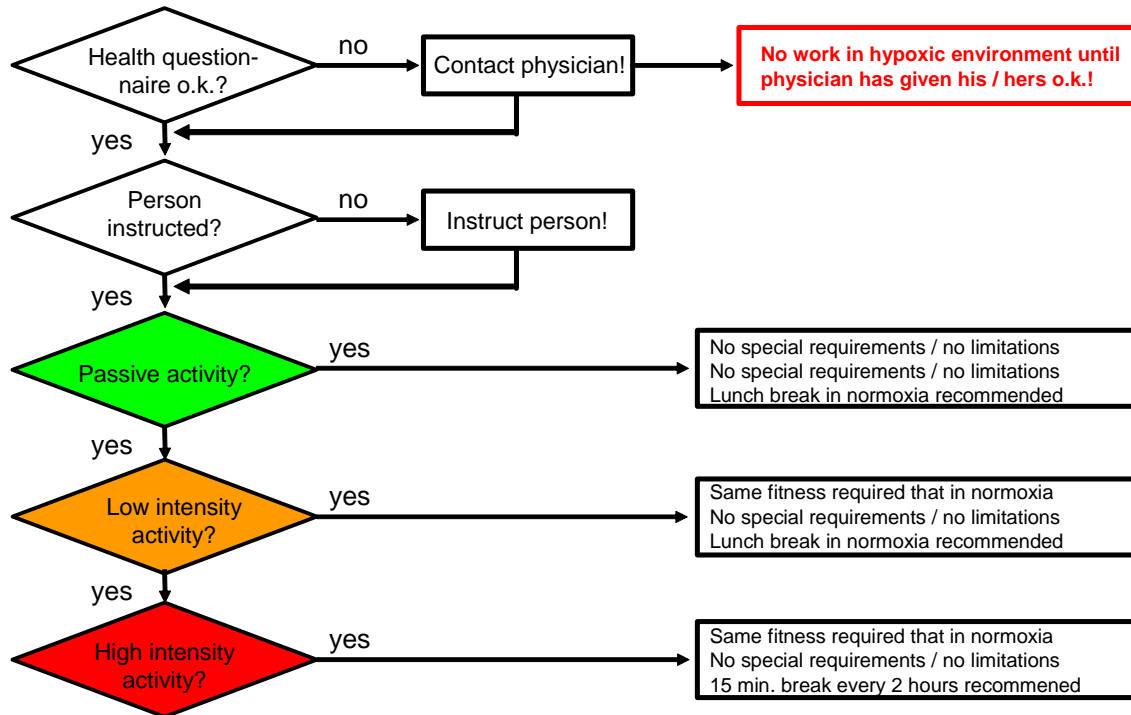 Health question-
naire o.k.?
no
Contact physician!
No work in hypoxic environment until
physician has given his / hers o.k.!
yes
Person
instructed?
no
Instruct person!
yes
Passive activity?
yes
No special requirements / no limitations
No special requirements / no limitations
Lunch break in normoxia recommended
yes
Low intensity
activity?
yes
Same fitness required that in normoxia
No special requirements / no limitations
Lunch break in normoxia recommended
yes
High intensity
activity?
yes
Same fitness required that in normoxia
No special requirements / no limitations
15 min. break every 2 hours recommened